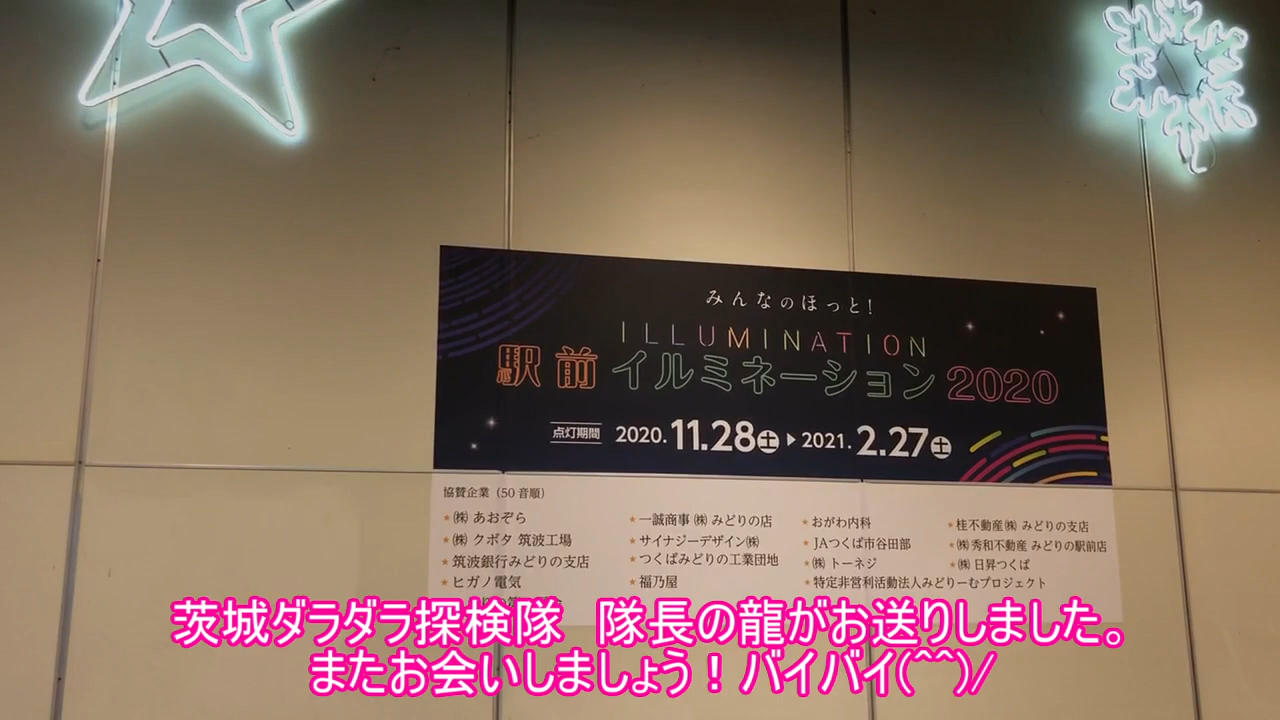 みんなのほっと!
ILLUMINATION
駅前イルミネーション2020
点灯期間 2020.11.28土▶2021.2.27土
協賛企業（50音順）
★㈱ あおぞら ★一誠商事㈱ みどりの店 ★おがわ内科 ★桂不動産㈱ みどりの支店
★㈱ クボタ 筑波工場 ★サイナジーデザイン㈱ ★JAつくば市谷田部 ★㈱秀和不動産 みどりの駅前店
★筑波銀行みどりの支店 ★つくばみどりの工業団地 ★㈱ トーネジ ★㈱ 日昇つくば
★ヒガノ電気 ★福乃屋 ★特定非営利活動法人みどりーむプロジェクト
茨城ダラダラ探検隊　隊長の龍がお送りしました。
またお会いしましょう！バイバイ(^^)/